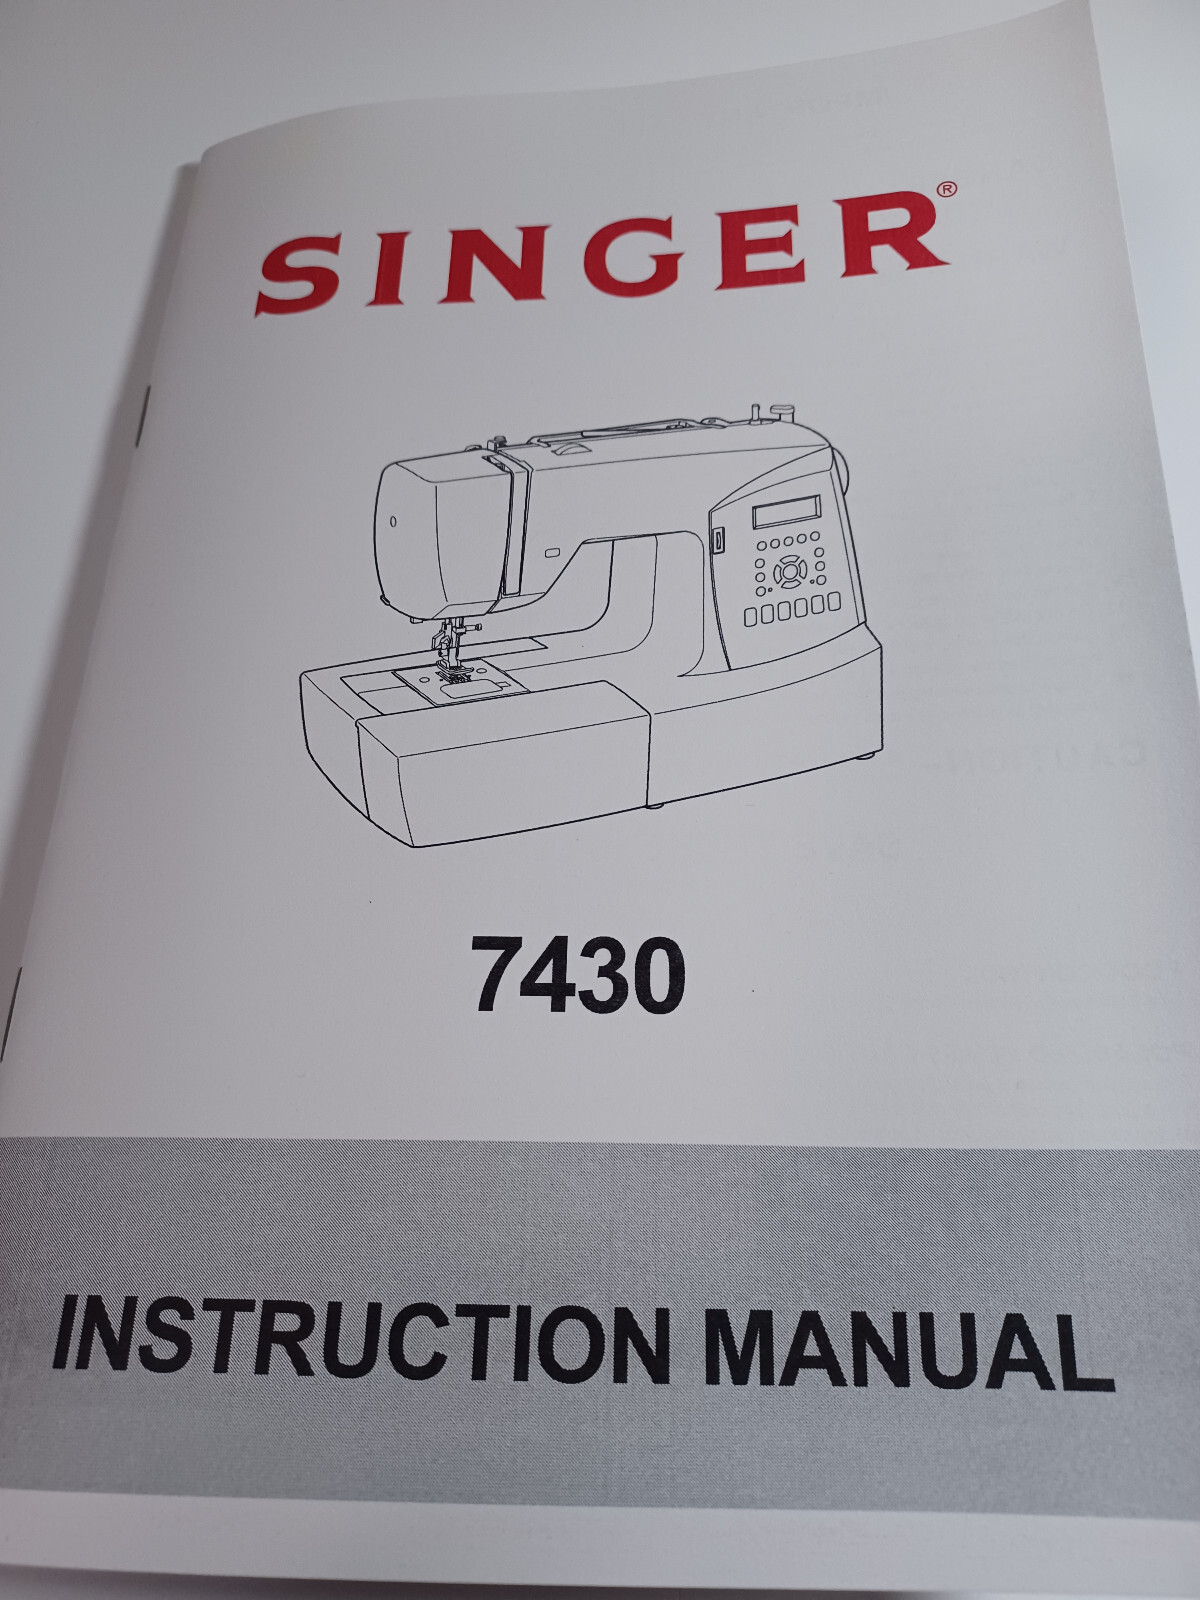 SINGER®
7430
INSTRUCTION MANUAL